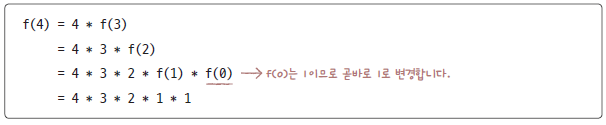 f(4) = 4 * f(3)
= 4 * 3 * f(2)
= 4 * 3 * 2 * f(1) * f(0) → f(0)는 1이므로 곧바로 1로 변경합니다.
= 4 * 3 * 2 * 1 * 1